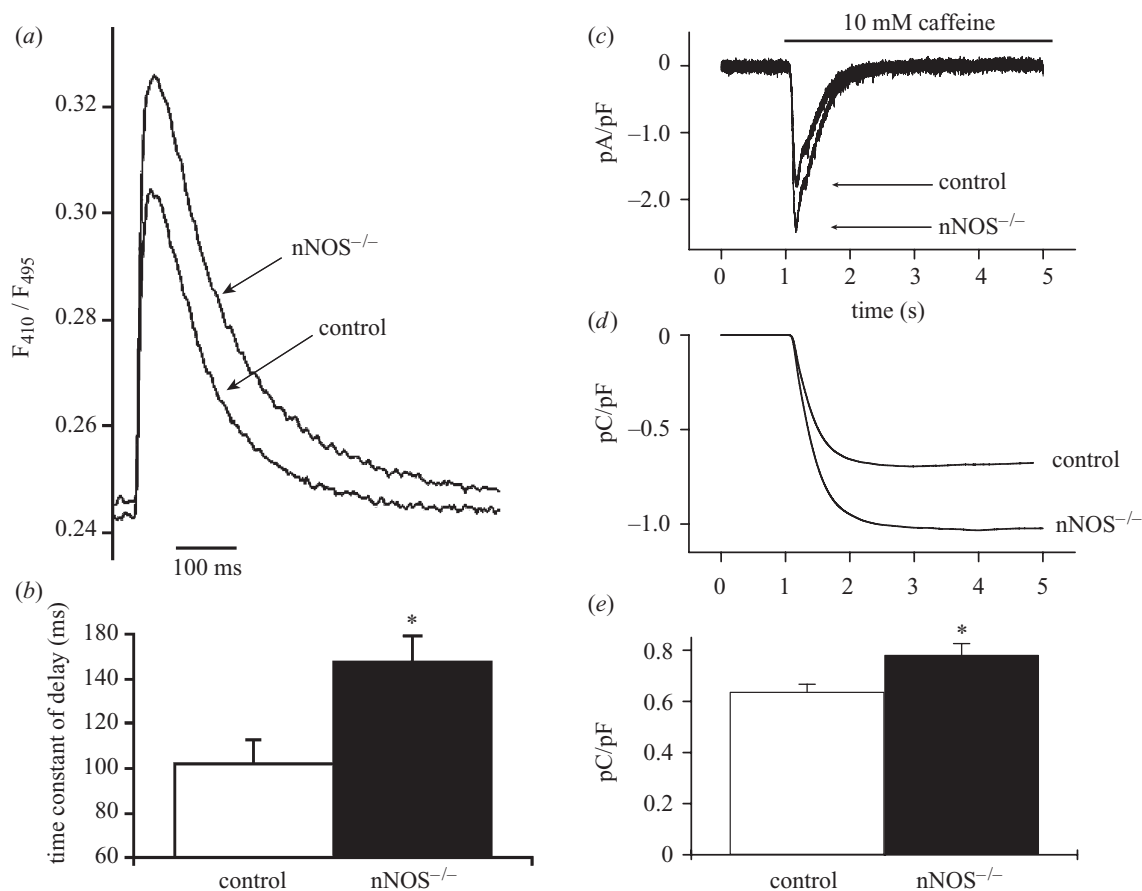 (a)
0.32
0.30
0.28
0.26
0.24
F410 / F495
nNOS−/−
control
100 ms
(b)
time constant of delay (ms)
180
140
120
100
80
60
*
control
nNOS−/−
(c)
10 mM caffeine
0
−1.0
−2.0
pA/pF
control
nNOS−/−
0 1 2 3 4 5
time (s)
(d)
0
−0.5
−1.0
pC/pF
control
nNOS−/−
0 1 2 3 4 5
(e)
0.8
0.6
0.4
0.2
0
pC/pF
*
control
nNOS−/−